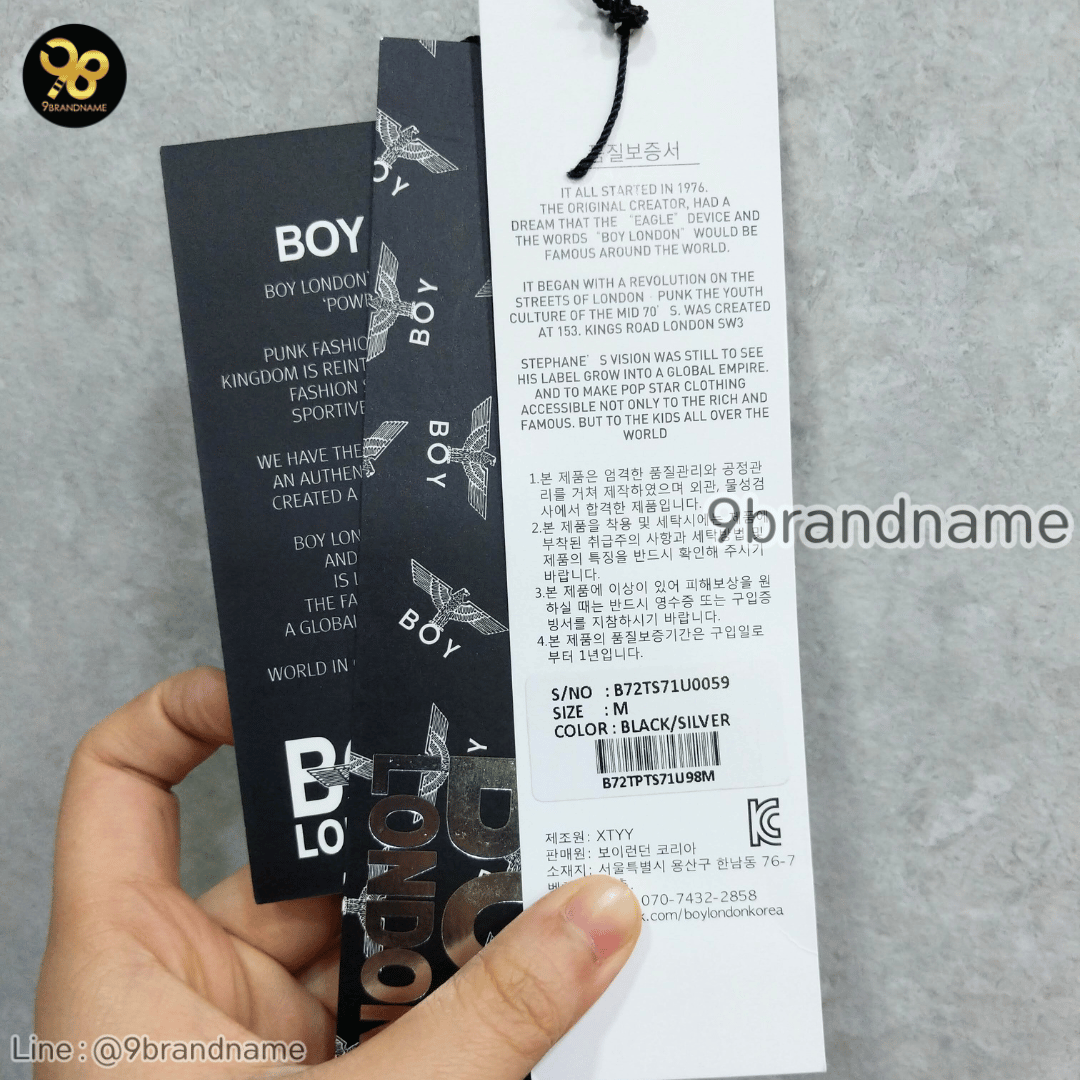 98
9BRANDNAME
BOY
BOY LONDON
PUNK FASHIO
KINGDOM IS REINT
FASHION
SPORTIVE
WE HAVE THE
AN AUTHEN
CREATED A
BOY LON
AND
IS
THE FA
A GLOBAL
WORLD IN
BO
LO
BOY
BOY
BOY
BOY
LONDON
BO
품질보증서
IT ALL STARTED IN 1976.
THE ORIGINAL CREATOR, HAD A
DREAM THAT THE "EAGLE" DEVICE AND
THE WORDS "BOY LONDON" WOULD BE
FAMOUS AROUND THE WORLD.
IT BEGAN WITH A REVOLUTION ON THE
STREETS OF LONDON · PUNK THE YOUTH
CULTURE OF THE MID 70' S. WAS CREATED
AT 153. KINGS ROAD LONDON SW3
STEPHANE' S VISION WAS STILL TO SEE
HIS LABEL GROW INTO A GLOBAL EMPIRE.
AND TO MAKE POP STAR CLOTHING
ACCESSIBLE NOT ONLY TO THE RICH AND
FAMOUS. BUT TO THE KIDS ALL OVER THE
WORLD
1.본 제품은 엄격한 품질관리와 공정관
리를 거쳐 제작하였으며 외관, 물성검
사에서 합격한 제품입니다.
2.본 제품을 착용 및 세탁시에는 제품에
부착된 취급주의 사항과 세탁방법 및
제품의 특징을 반드시 확인해 주시기
바랍니다.
3.본 제품에 이상이 있어 피해보상을 원
하실 때는 반드시 영수증 또는 구입증
빙서를 지참하시기 바랍니다.
4.본 제품의 품질보증기간은 구입일로
부터 1년입니다.
S/NO : B72TS71U0059
SIZE : M
COLOR : BLACK/SILVER
B72TPTS71U98M
제조원: XTYY
판매원: 보이런던 코리아
소재지: 서울특별시 용산구 한남동 76-7
070-7432-2858
k.com/boylondonkorea
9brandname
Line : @9brandname